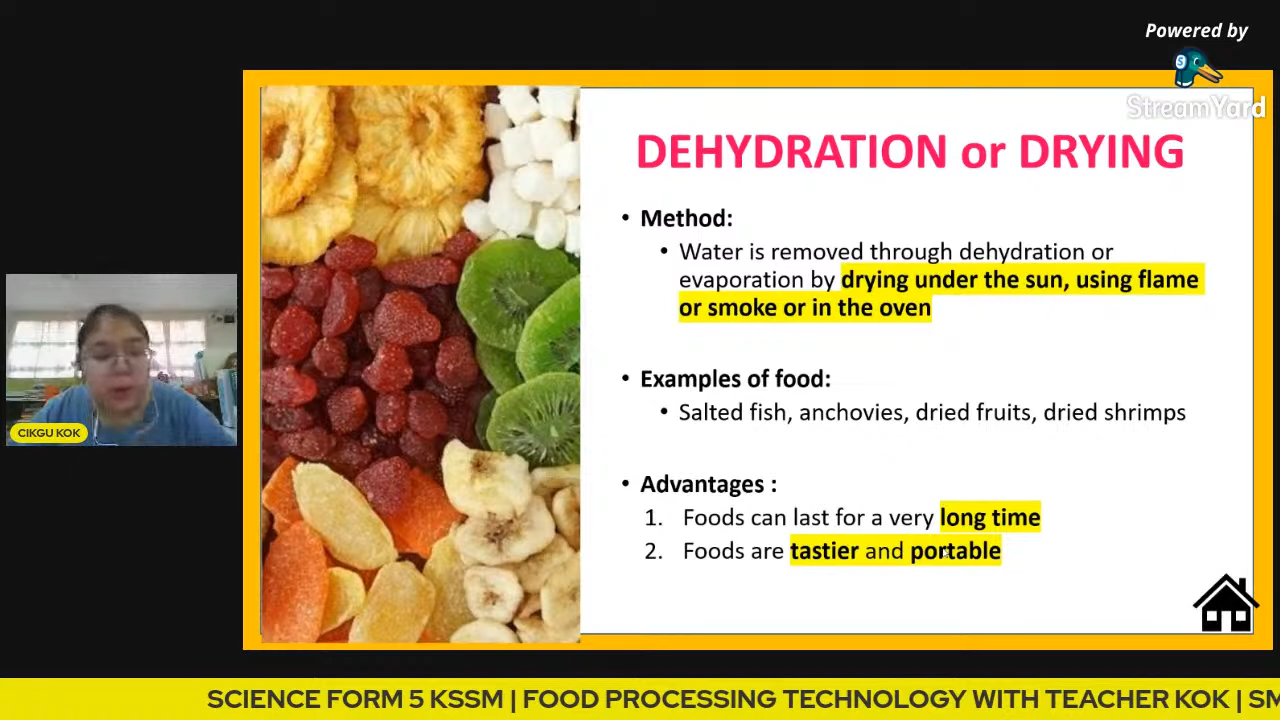 Powered by
StreamYard
DEHYDRATION or DRYING
• Method:
• Water is removed through dehydration or
evaporation by drying under the sun, using flame
or smoke or in the oven
• Examples of food:
• Salted fish, anchovies, dried fruits, dried shrimps
• Advantages :
1. Foods can last for a very long time
2. Foods are tastier and portable
CIKGU KOK
SCIENCE FORM 5 KSSM | FOOD PROCESSING TECHNOLOGY WITH TEACHER KOK | SM